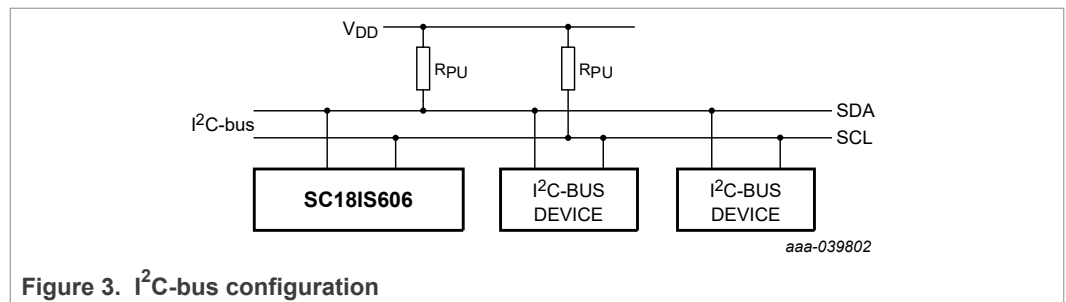 VDD
RPU RPU
SDA
I2C-bus
SCL
SC18IS606
I2C-BUS
DEVICE
I2C-BUS
DEVICE
aaa-039802
Figure 3. I2C-bus configuration